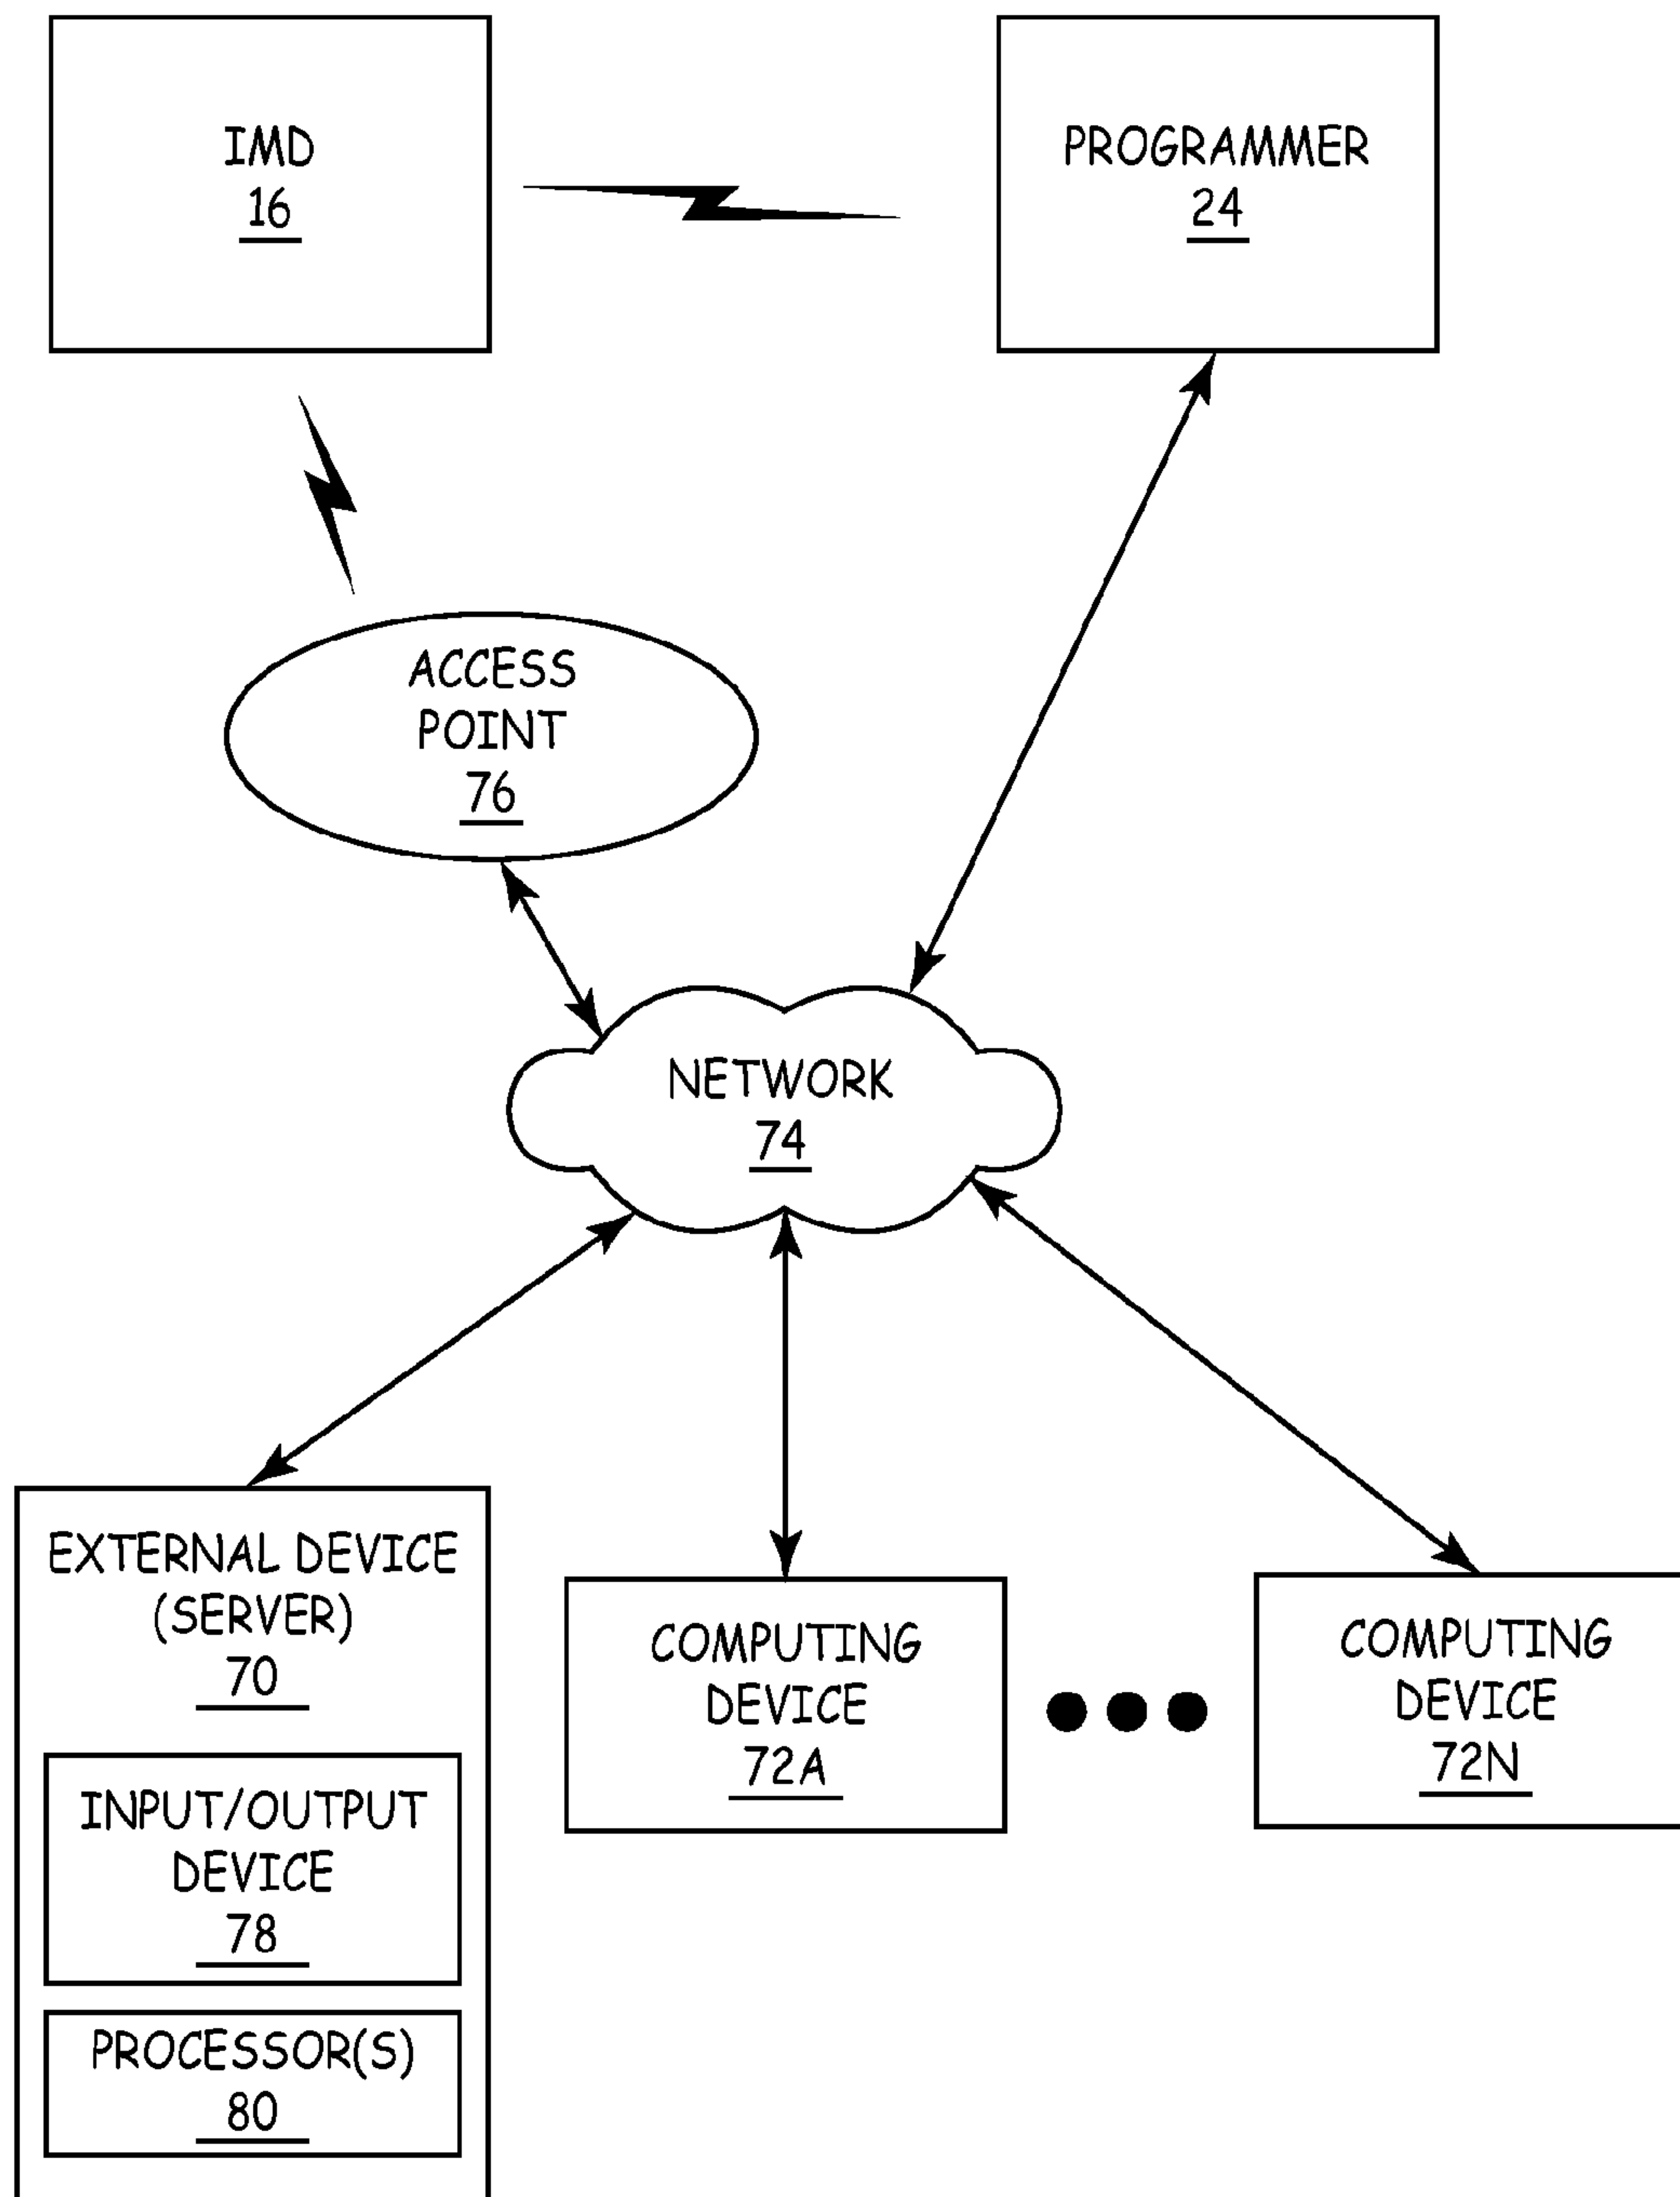 IMD
16
PROGRAMMER
24
ACCESS
POINT
76
NETWORK
74
EXTERNAL DEVICE
(SERVER)
70
INPUT/OUTPUT
DEVICE
78
PROCESSOR(S)
80
COMPUTING
DEVICE
72A
COMPUTING
DEVICE
72N